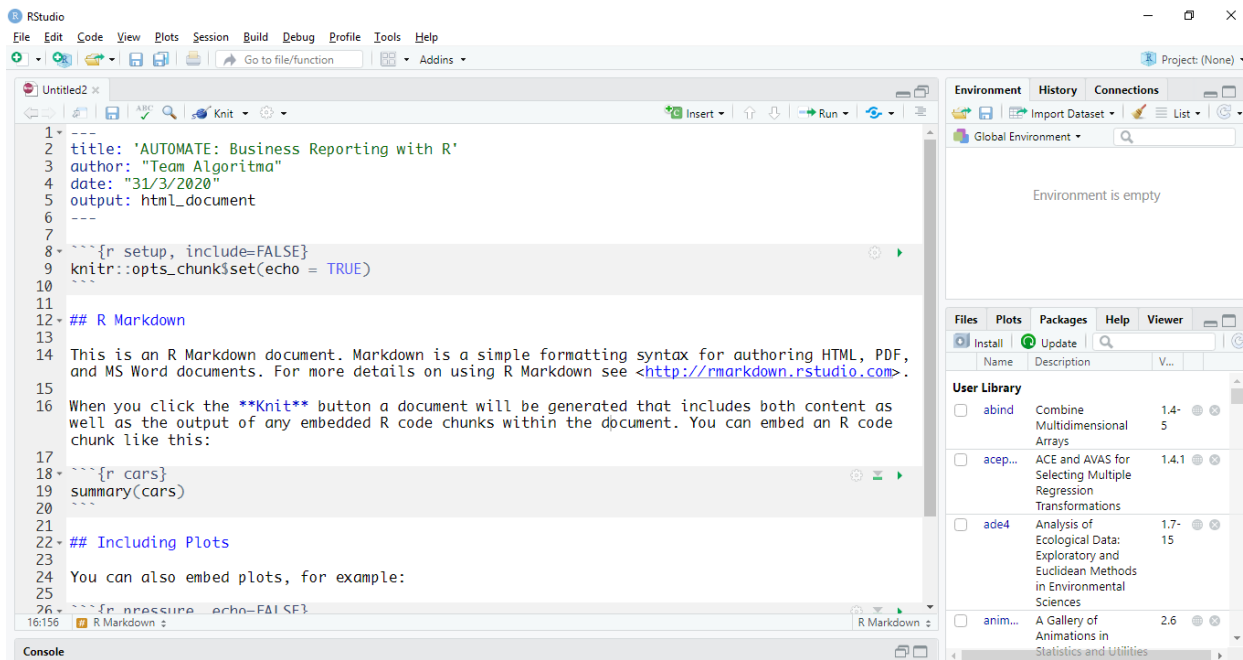 RStudio
File Edit Code View Plots Session Build Debug Profile Tools Help
Go to file/function Addins Project: (None)
Untitled2
ABC Knit Insert Run
1 ---
2 title: 'AUTOMATE: Business Reporting with R'
3 author: "Team Algoritma"
4 date: "31/3/2020"
5 output: html_document
6 ---
7
8 ```{r setup, include=FALSE}
9 knitr::opts_chunk$set(echo = TRUE)
10 ```
11
12 ## R Markdown
13
14 This is an R Markdown document. Markdown is a simple formatting syntax for authoring HTML, PDF,
and MS Word documents. For more details on using R Markdown see <http://rmarkdown.rstudio.com>.
15
16 When you click the **Knit** button a document will be generated that includes both content as
well as the output of any embedded R code chunks within the document. You can embed an R code
chunk like this:
17
18 ```{r cars}
19 summary(cars)
20 ```
21
22 ## Including Plots
23
24 You can also embed plots, for example:
25
26 ```{r pressure, echo=FALSE}
16:156 R Markdown R Markdown
Console
Environment History Connections
Import Dataset List
Global Environment
Environment is empty
Files Plots Packages Help Viewer
Install Update
Name Description V...
User Library
abind Combine 1.4-
Multidimensional 5
Arrays
acep... ACE and AVAS for 1.4.1
Selecting Multiple
Regression
Transformations
ade4 Analysis of 1.7-
Ecological Data: 15
Exploratory and
Euclidean Methods
in Environmental
Sciences
anim... A Gallery of 2.6
Animations in
Statistics and Utilities